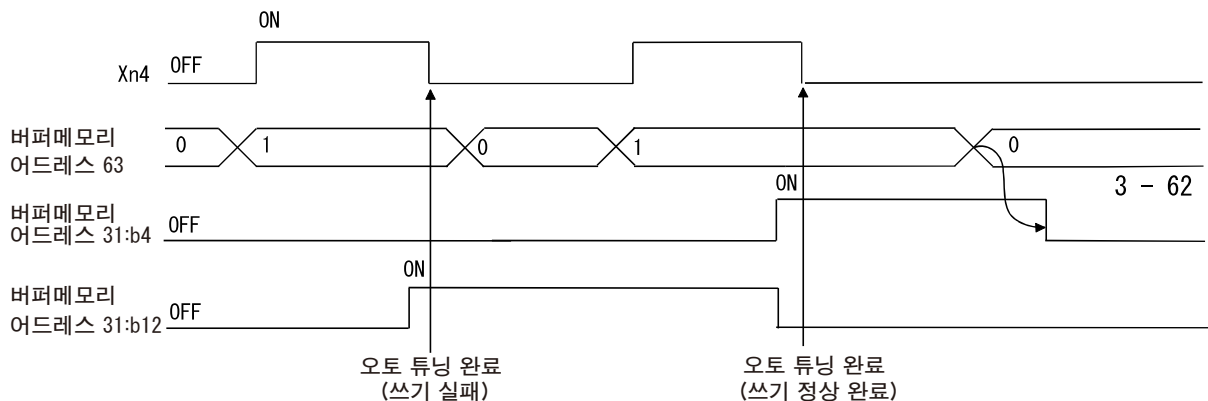 ON
Xn4 OFF
버퍼메모리
어드레스 63
0 1 0 1 0
3 - 62
버퍼메모리
어드레스 31:b4
OFF
ON
버퍼메모리
어드레스 31:b12
OFF
ON
오토 튜닝 완료
(쓰기 실패)
오토 튜닝 완료
(쓰기 정상 완료)